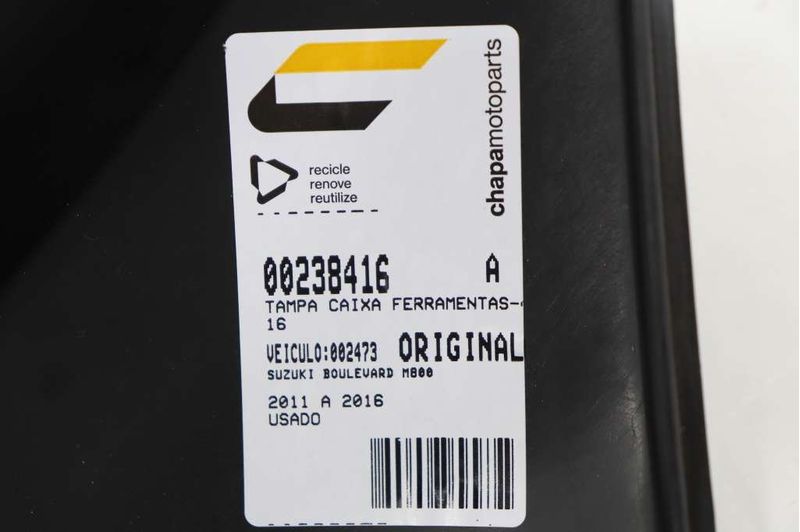 chapamotoparts
recicle
renove
reutilize
00238416 A
TAMPA CAIXA FERRAMENTAS-
16
VEICULO:002473 ORIGINAL
SUZUKI BOULEVARD M800
2011 A 2016
USADO